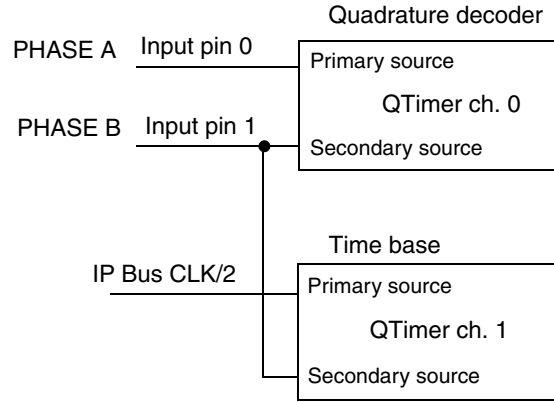 Quadrature decoder
PHASE A
Input pin 0
Primary source
QTimer ch. 0
PHASE B
Input pin 1
Secondary source
Time base
IP Bus CLK/2
Primary source
QTimer ch. 1
Secondary source